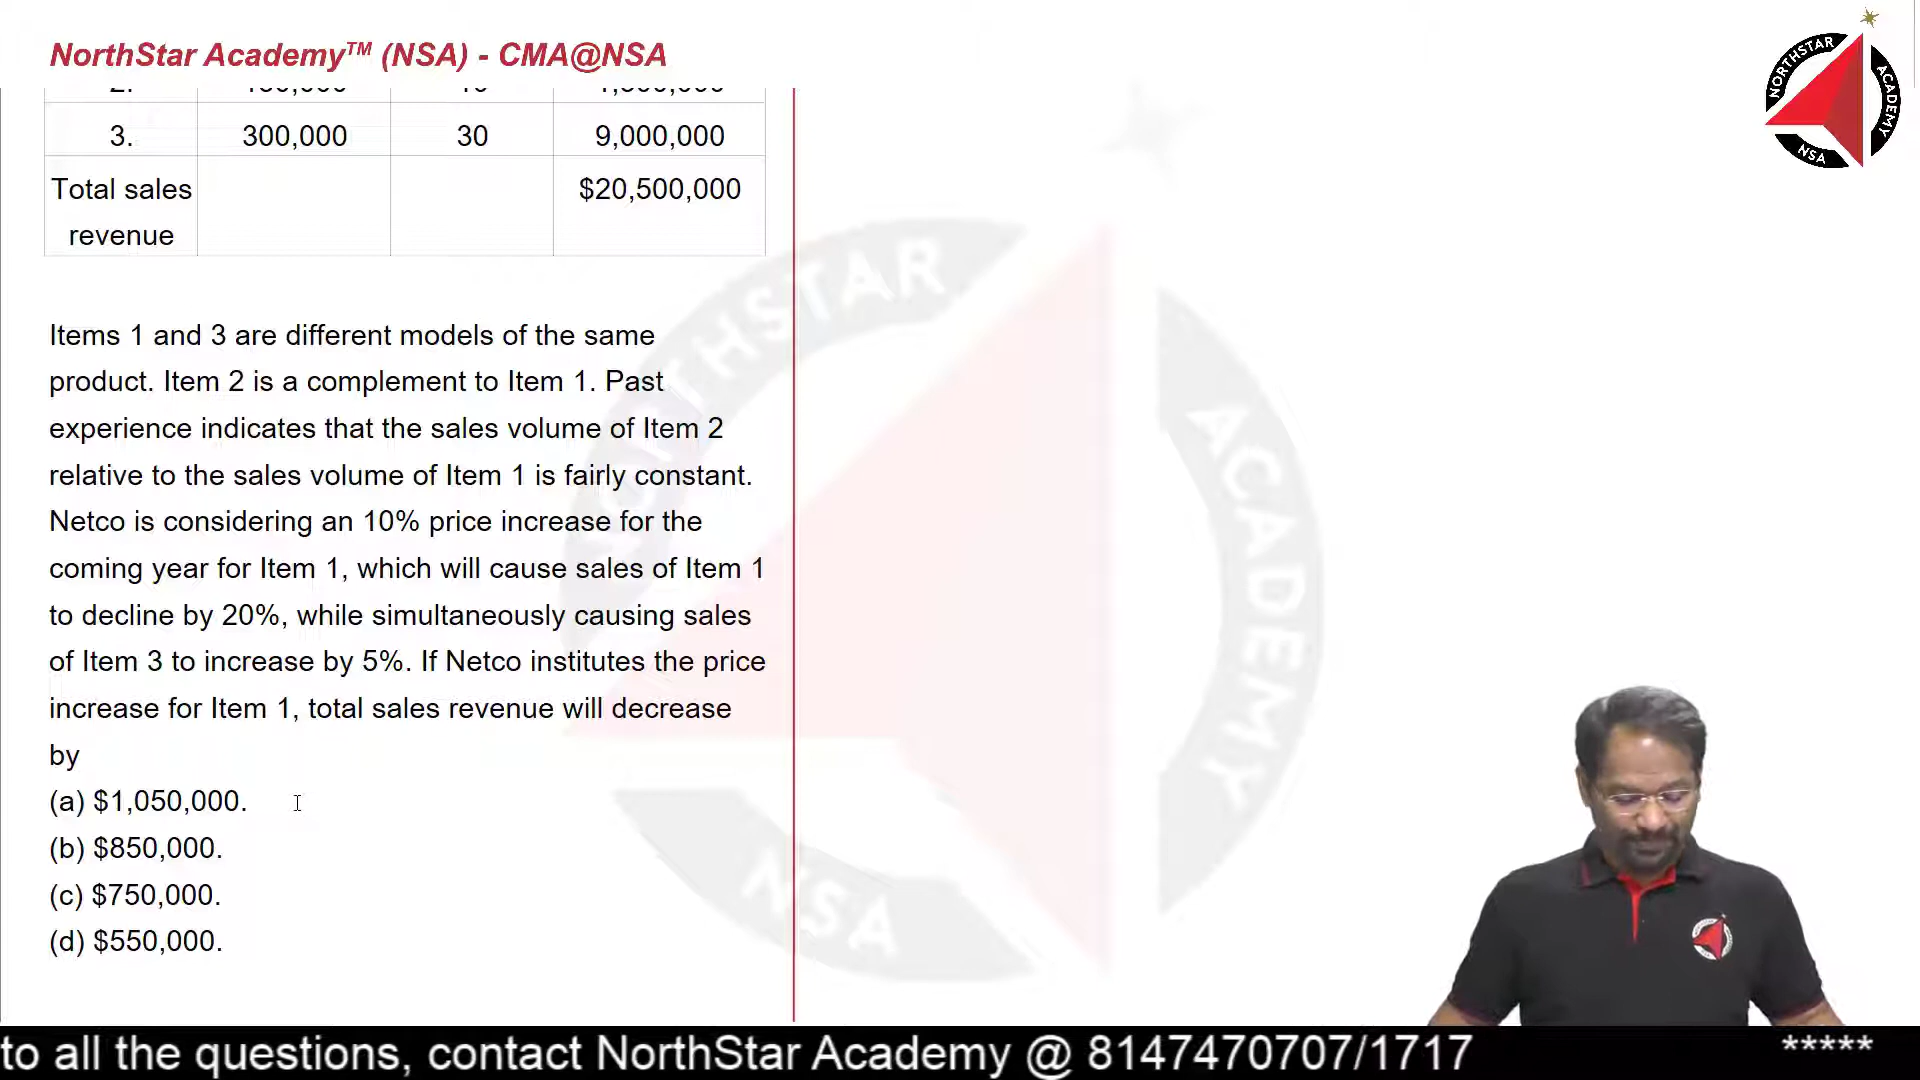 NorthStar Academy™ (NSA) - CMA@NSA
3. 300,000 30 9,000,000
Total sales $20,500,000
revenue
Items 1 and 3 are different models of the same
product. Item 2 is a complement to Item 1. Past
experience indicates that the sales volume of Item 2
relative to the sales volume of Item 1 is fairly constant.
Netco is considering an 10% price increase for the
coming year for Item 1, which will cause sales of Item 1
to decline by 20%, while simultaneously causing sales
of Item 3 to increase by 5%. If Netco institutes the price
increase for Item 1, total sales revenue will decrease
by
(a) $1,050,000.
(b) $850,000.
(c) $750,000.
(d) $550,000.
NORTHSTAR
ACADEMY
NSA
NORTHSTAR
ACADEMY
NSA
to all the questions, contact NorthStar Academy @ 8147470707/1717 *****